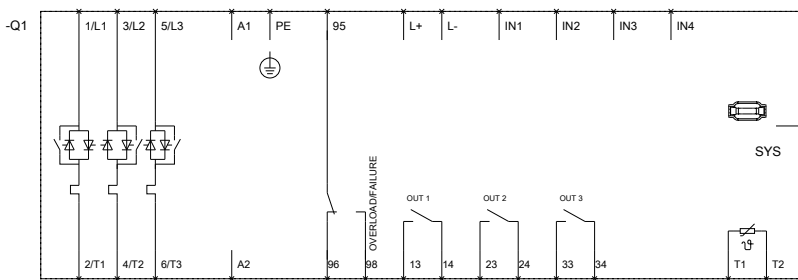 -Q1
1/L1 3/L2 5/L3 A1 PE 95 L+ L- IN1 IN2 IN3 IN4
SYS
OVERLOAD/FAILURE
OUT 1 OUT 2 OUT 3
ϑ
2/T1 4/T2 6/T3 A2 96 98 13 14 23 24 33 34 T1 T2